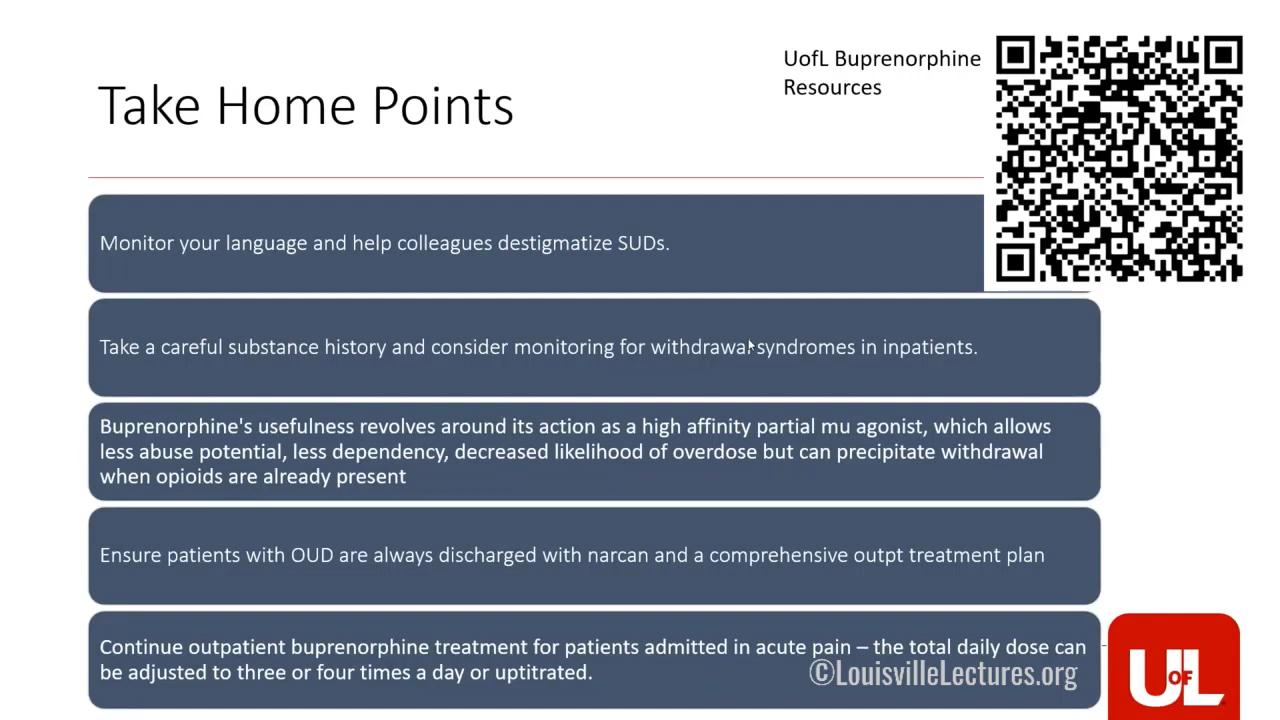 UofL Buprenorphine
Resources
Take Home Points
Monitor your language and help colleagues destigmatize SUDs.
Take a careful substance history and consider monitoring for withdrawal syndromes in inpatients.
Buprenorphine's usefulness revolves around its action as a high affinity partial mu agonist, which allows
less abuse potential, less dependency, decreased likelihood of overdose but can precipitate withdrawal
when opioids are already present
Ensure patients with OUD are always discharged with narcan and a comprehensive outpt treatment plan
Continue outpatient buprenorphine treatment for patients admitted in acute pain – the total daily dose can
be adjusted to three or four times a day or uptitrated.
©LouisvilleLectures.org
UOFL